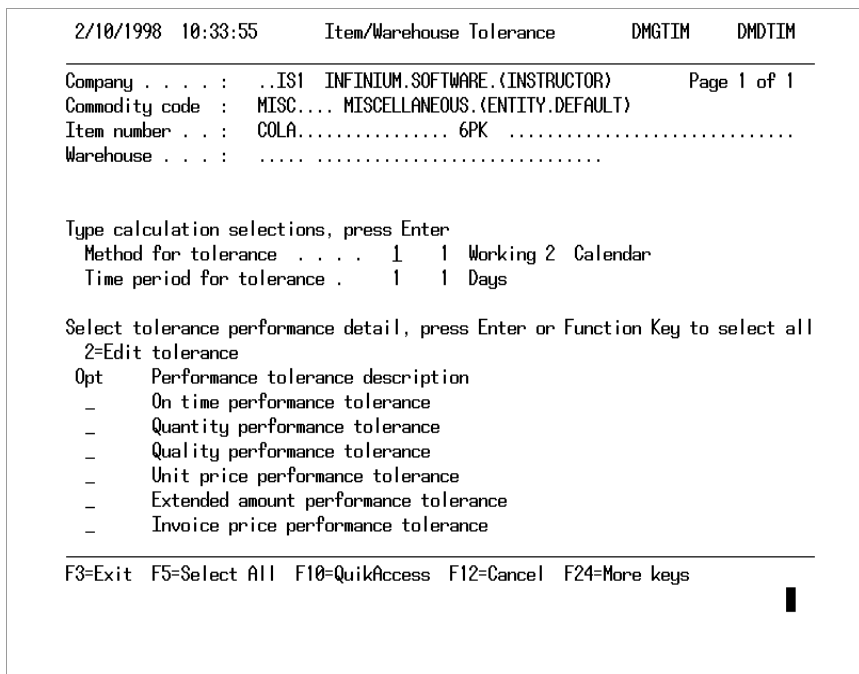 2/10/1998 10:33:55 Item/Warehouse Tolerance DMGTIM DMDTIM
Company . . . . : ..IS1 INFINIUM.SOFTWARE.(INSTRUCTOR) Page 1 of 1
Commodity code : MISC.... MISCELLANEOUS.(ENTITY.DEFAULT)
Item number . . : COLA................ 6PK ..............................
Warehouse . . . : ..... ..............................
Type calculation selections, press Enter
Method for tolerance . . . . 1 1 Working 2 Calendar
Time period for tolerance . 1 1 Days
Select tolerance performance detail, press Enter or Function Key to select all
2=Edit tolerance
Opt Performance tolerance description
_ On time performance tolerance
_ Quantity performance tolerance
_ Quality performance tolerance
_ Unit price performance tolerance
_ Extended amount performance tolerance
_ Invoice price performance tolerance
F3=Exit F5=Select All F10=QuikAccess F12=Cancel F24=More keys